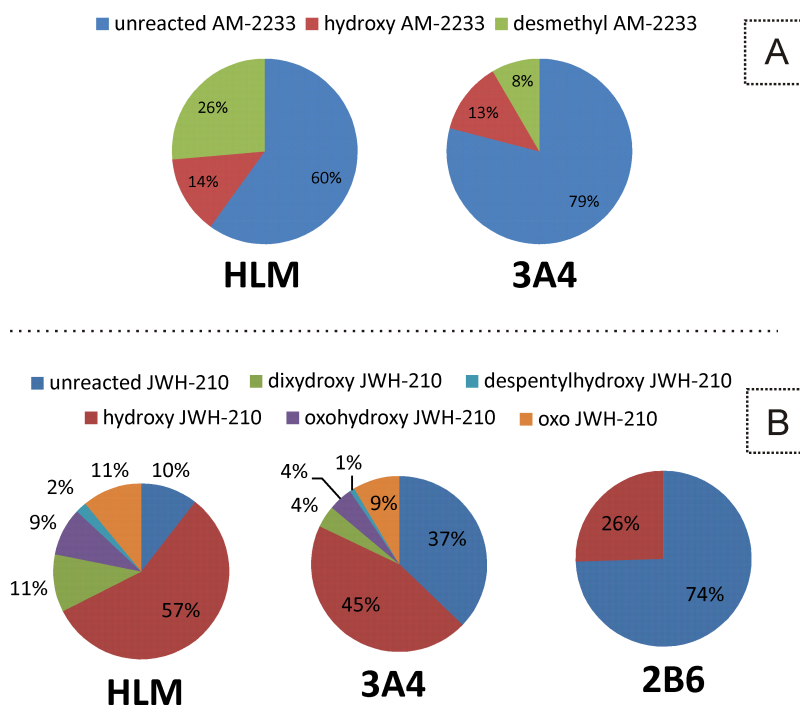 unreacted AM-2233 hydroxy AM-2233 desmethyl AM-2233
A
26%
14%
60%
HLM
8%
13%
79%
3A4
unreacted JWH-210 dixydroxy JWH-210 despentylhydroxy JWH-210
hydroxy JWH-210 oxohydroxy JWH-210 oxo JWH-210
B
11% 10%
2%
9%
11%
57%
HLM
1%
4%
9%
4%
37%
45%
3A4
26%
74%
2B6